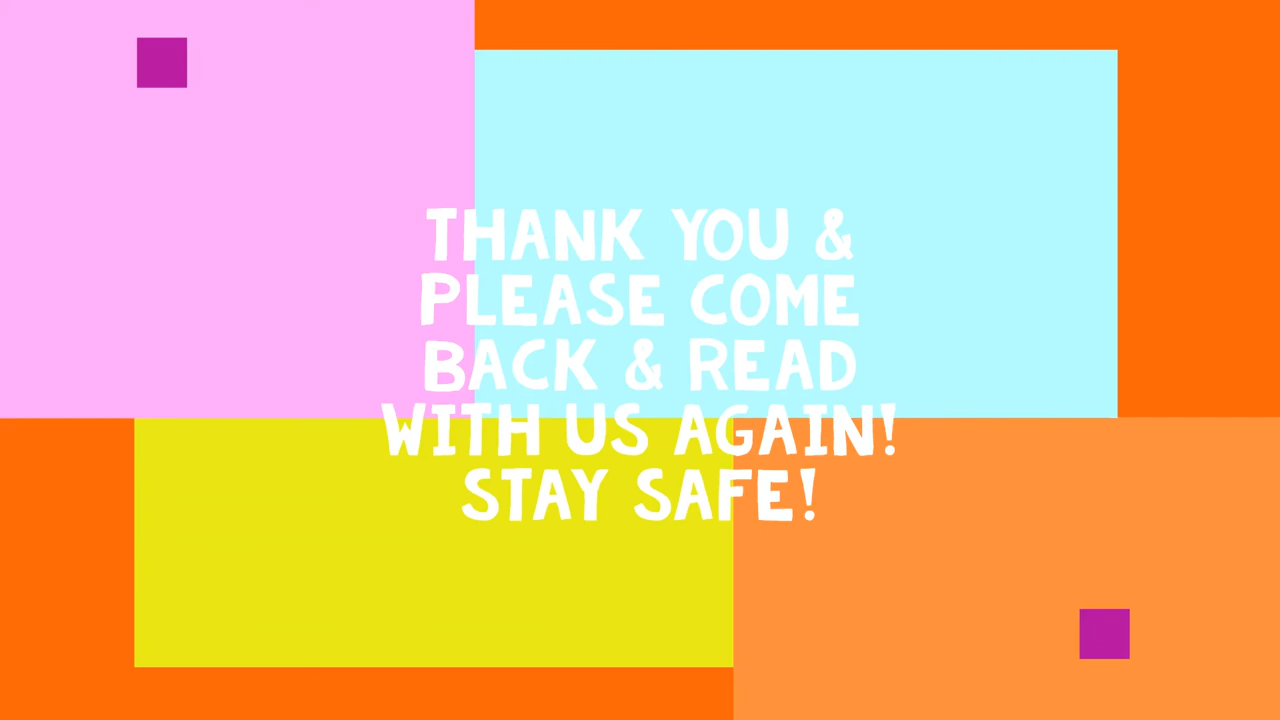 THANK YOU &
PLEASE COME
BACK & READ
WITH US AGAIN!
STAY SAFE!